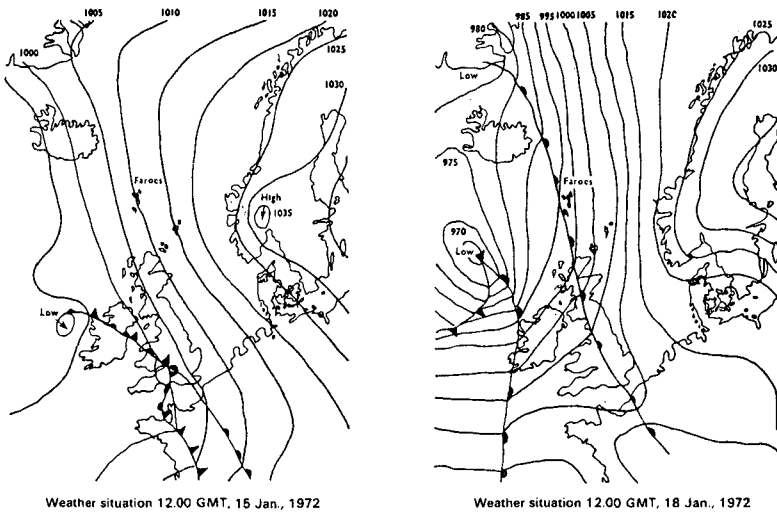 1000
1005
1010
1015
1020
1025
1030
Faroes
High
1035
Low
Weather situation 12.00 GMT, 15 Jan., 1972
980
985
995 1000 1005
1015
1020
1025
1030
Low
975
Faroes
970
Low
Weather situation 12.00 GMT, 18 Jan., 1972